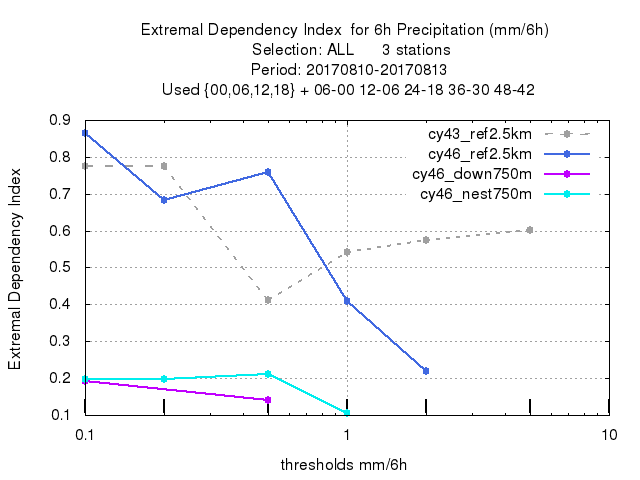 Extremal Dependency Index for 6h Precipitation (mm/6h)
Selection: ALL 3 stations
Period: 20170810-20170813
Used {00,06,12,18} + 06-00 12-06 24-18 36-30 48-42
cy43_ref2.5km
cy46_ref2.5km
cy46_down750m
cy46_nest750m
Extremal Dependency Index
0.9
0.8
0.7
0.6
0.5
0.4
0.3
0.2
0.1
0.1 1 10
thresholds mm/6h